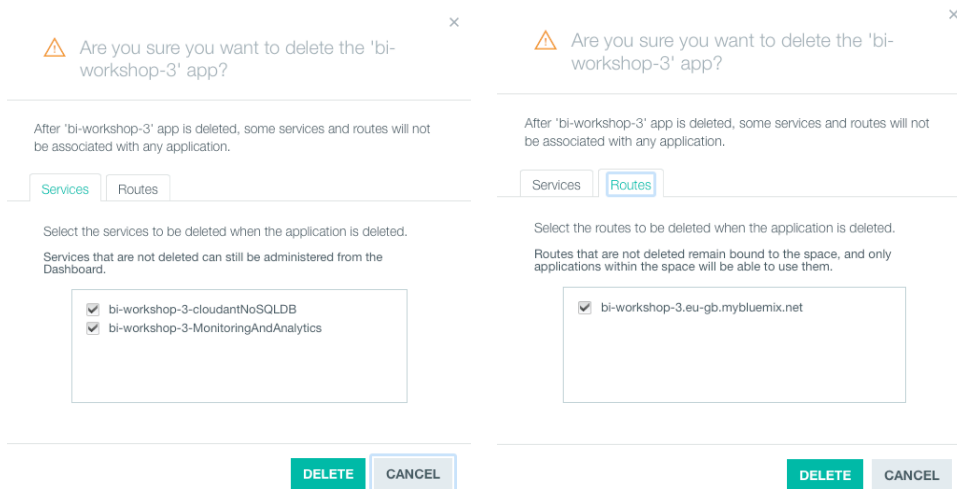 Are you sure you want to delete the 'bi-
workshop-3' app?
After 'bi-workshop-3' app is deleted, some services and routes will not
be associated with any application.
Services Routes
Select the services to be deleted when the application is deleted.
Services that are not deleted can still be administered from the
Dashboard.
bi-workshop-3-cloudantNoSQLDB
bi-workshop-3-MonitoringAndAnalytics
DELETE CANCEL
Are you sure you want to delete the 'bi-
workshop-3' app?
After 'bi-workshop-3' app is deleted, some services and routes will not
be associated with any application.
Services Routes
Select the routes to be deleted when the application is deleted.
Routes that are not deleted remain bound to the space, and only
applications within the space will be able to use them.
bi-workshop-3.eu-gb.mybluemix.net
DELETE CANCEL